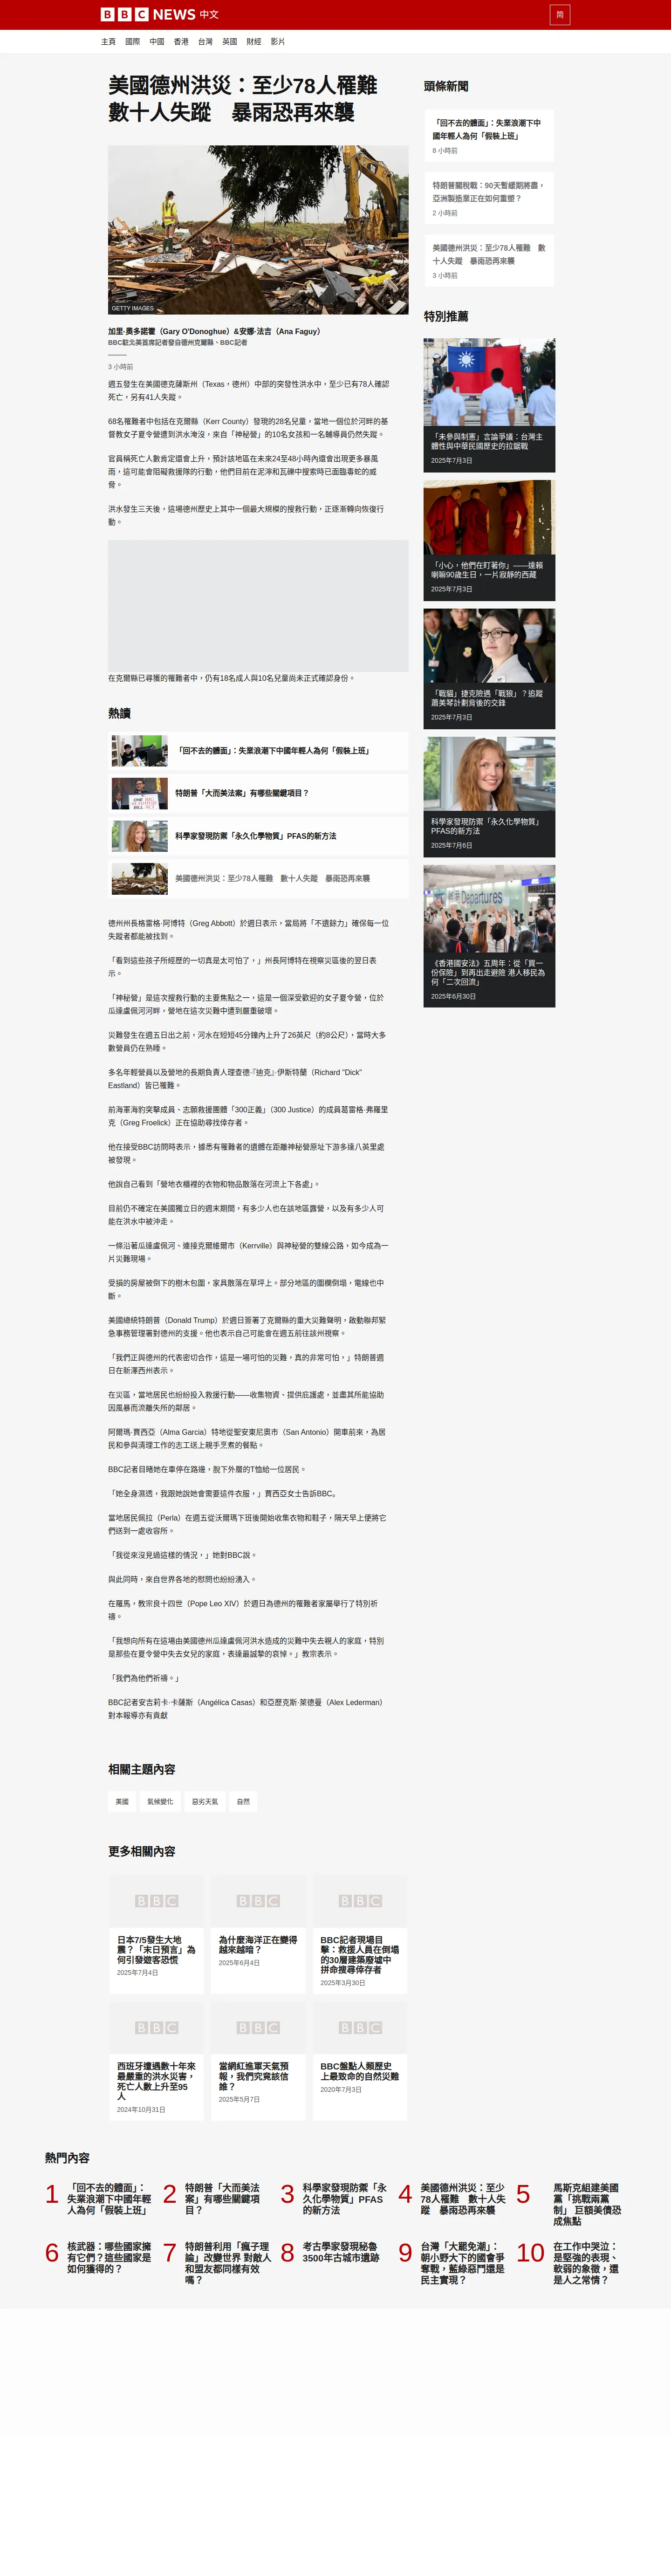 BBC NEWS 中文
简
主頁 國際 中國 香港 台灣 英國 財經 影片
美國德州洪災：至少78人罹難
數十人失蹤　暴雨恐再來襲
GETTY IMAGES
加里·奧多諾霍（Gary O'Donoghue）&安娜·法吉（Ana Faguy）
BBC駐北美首席記者發自德州克爾縣、BBC記者
3 小時前
週五發生在美國德克薩斯州（Texas，德州）中部的突發性洪水中，至少已有78人確認
死亡，另有41人失蹤。
68名罹難者中包括在克爾縣（Kerr County）發現的28名兒童，當地一個位於河畔的基
督教女子夏令營遭到洪水淹沒，來自「神秘營」的10名女孩和一名輔導員仍然失蹤。
官員稱死亡人數肯定還會上升，預計該地區在未來24至48小時內還會出現更多暴風
雨，這可能會阻礙救援隊的行動，他們目前在泥濘和瓦礫中搜索時已面臨毒蛇的威
脅。
洪水發生三天後，這場德州歷史上其中一個最大規模的搜救行動，正逐漸轉向恢復行
動。
在克爾縣已尋獲的罹難者中，仍有18名成人與10名兒童尚未正式確認身份。
熱讀
「回不去的體面」：失業浪潮下中國年輕人為何「假裝上班」
特朗普「大而美法案」有哪些關鍵項目？
科學家發現防禦「永久化學物質」PFAS的新方法
美國德州洪災：至少78人罹難　數十人失蹤　暴雨恐再來襲
德州州長格雷格·阿博特（Greg Abbott）於週日表示，當局將「不遺餘力」確保每一位
失蹤者都能被找到。
「看到這些孩子所經歷的一切真是太可怕了，」州長阿博特在視察災區後的翌日表
示。
「神秘營」是這次搜救行動的主要焦點之一，這是一個深受歡迎的女子夏令營，位於
瓜達盧佩河河畔，營地在這次災難中遭到嚴重破壞。
災難發生在週五日出之前，河水在短短45分鐘內上升了26英尺（約8公尺），當時大多
數營員仍在熟睡。
多名年輕營員以及營地的長期負責人理查德·『迪克』·伊斯特蘭（Richard "Dick"
Eastland）皆已罹難。
前海軍海豹突擊成員、志願救援團體「300正義」（300 Justice）的成員葛雷格·弗羅里
克（Greg Froelick）正在協助尋找倖存者。
他在接受BBC訪問時表示，據悉有罹難者的遺體在距離神秘營原址下游多達八英里處
被發現。
他說自己看到「營地衣櫃裡的衣物和物品散落在河流上下各處」。
目前仍不確定在美國獨立日的週末期間，有多少人也在該地區露營，以及有多少人可
能在洪水中被沖走。
一條沿著瓜達盧佩河、連接克爾維爾市（Kerrville）與神秘營的雙線公路，如今成為一
片災難現場。
受損的房屋被倒下的樹木包圍，家具散落在草坪上。部分地區的圍欄倒塌，電線也中
斷。
美國總統特朗普（Donald Trump）於週日簽署了克爾縣的重大災難聲明，啟動聯邦緊
急事務管理署對德州的支援。他也表示自己可能會在週五前往該州視察。
「我們正與德州的代表密切合作，這是一場可怕的災難，真的非常可怕，」特朗普週
日在新澤西州表示。
在災區，當地居民也紛紛投入救援行動——收集物資、提供庇護處，並盡其所能協助
因風暴而流離失所的鄰居。
阿爾瑪·賈西亞（Alma Garcia）特地從聖安東尼奧市（San Antonio）開車前來，為居
民和參與清理工作的志工送上親手烹煮的餐點。
BBC記者目睹她在車停在路邊，脫下外層的T恤給一位居民。
「她全身濕透，我跟她說她會需要這件衣服，」賈西亞女士告訴BBC。
當地居民佩拉（Perla）在週五從沃爾瑪下班後開始收集衣物和鞋子，隔天早上便將它
們送到一處收容所。
「我從來沒見過這樣的情況，」她對BBC說。
與此同時，來自世界各地的慰問也紛紛湧入。
在羅馬，教宗良十四世（Pope Leo XIV）於週日為德州的罹難者家屬舉行了特別祈
禱。
「我想向所有在這場由美國德州瓜達盧佩河洪水造成的災難中失去親人的家庭，特別
是那些在夏令營中失去女兒的家庭，表達最誠摯的哀悼。」教宗表示。
「我們為他們祈禱。」
BBC記者安吉莉卡·卡薩斯（Angélica Casas）和亞歷克斯·萊德曼（Alex Lederman）
對本報導亦有貢獻
相關主題內容
美國 氣候變化 惡劣天氣 自然
更多相關內容
日本7/5發生大地
震？「末日預言」為
何引發遊客恐慌
2025年7月4日
為什麼海洋正在變得
越來越暗？
2025年6月4日
BBC記者現場目
擊：救援人員在倒塌
的30層建築廢墟中
拼命搜尋倖存者
2025年3月30日
西班牙遭遇數十年來
最嚴重的洪水災害，
死亡人數上升至95
人
2024年10月31日
當網紅進軍天氣預
報，我們究竟該信
誰？
2025年5月7日
BBC盤點人類歷史
上最致命的自然災難
2020年7月3日
頭條新聞
「回不去的體面」：失業浪潮下中
國年輕人為何「假裝上班」
8 小時前
特朗普關稅戰：90天暫緩期將盡，
亞洲製造業正在如何重塑？
2 小時前
美國德州洪災：至少78人罹難　數
十人失蹤　暴雨恐再來襲
3 小時前
特別推薦
「未參與制憲」言論爭議：台灣主
體性與中華民國歷史的拉鋸戰
2025年7月3日
「小心，他們在盯著你」——達賴
喇嘛90歲生日，一片寂靜的西藏
2025年7月3日
「戰貓」捷克險遇「戰狼」？追蹤
蕭美琴計劃背後的交鋒
2025年7月3日
科學家發現防禦「永久化學物質」
PFAS的新方法
2025年7月6日
Departures
《香港國安法》五周年：從「買一
份保險」到再出走避險 港人移民為
何「二次回流」
2025年6月30日
熱門內容
1 「回不去的體面」：
失業浪潮下中國年輕
人為何「假裝上班」
2 特朗普「大而美法
案」有哪些關鍵項
目？
3 科學家發現防禦「永
久化學物質」PFAS
的新方法
4 美國德州洪災：至少
78人罹難　數十人失
蹤　暴雨恐再來襲
5 馬斯克組建美國
黨「挑戰兩黨
制」 巨額美債恐
成焦點
6 核武器：哪些國家擁
有它們？這些國家是
如何獲得的？
7 特朗普利用「瘋子理
論」改變世界 對敵人
和盟友都同樣有效
嗎？
8 考古學家發現秘魯
3500年古城市遺跡
9 台灣「大罷免潮」：
朝小野大下的國會爭
奪戰，藍綠惡鬥還是
民主實現？
10 在工作中哭泣：
是堅強的表現、
軟弱的象徵，還
是人之常情？